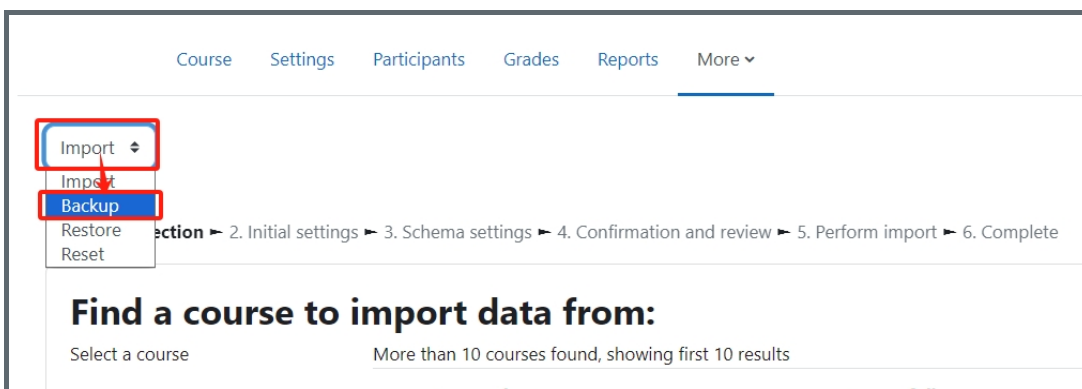 Course Settings Participants Grades Reports More
Import
Import
Backup
Restore
Reset
ection ► 2. Initial settings ► 3. Schema settings ► 4. Confirmation and review ► 5. Perform import ► 6. Complete
Find a course to import data from:
Select a course More than 10 courses found, showing first 10 results